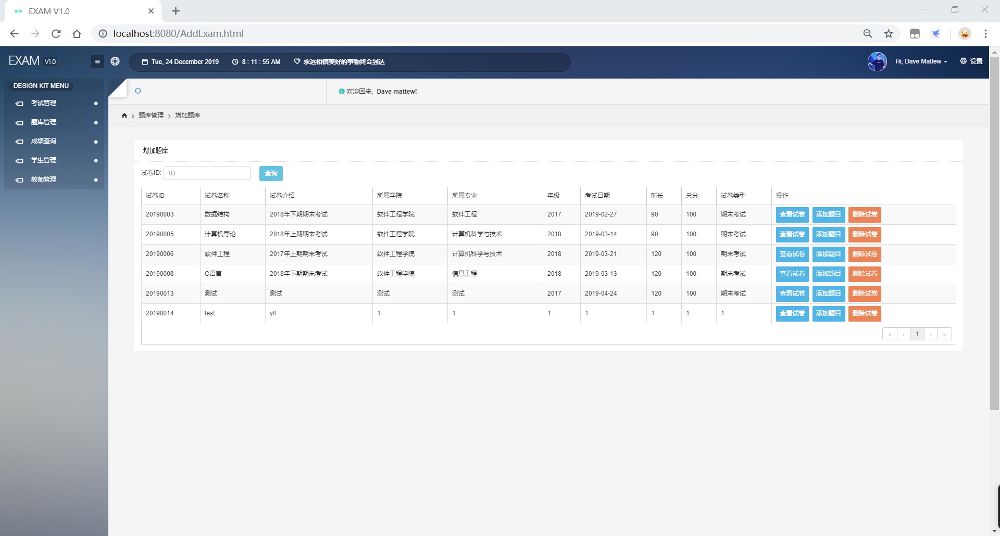 EXAM V1.0
localhost:8080/AddExam.html
EXAM V1.0
Tue, 24 December 2019
8 : 11 : 55 AM
永远相信美好的事物终会到达
Hi, Dave Mattew
设置
DESIGN KIT MENU
考试管理
题库管理
成绩查询
学生管理
教师管理
欢迎回来, Dave mattew!
题库管理 > 增加题库
增加题库
试卷ID: ID 查询
试卷ID 试卷名称 试卷介绍 所属学院 所属专业 年级 考试日期 时长 总分 试卷类型 操作
20190003 数据结构 2018年下期期末考试 软件工程学院 软件工程 2017 2019-02-27 90 100 期末考试 查看试卷 添加题目 删除试卷
20190005 计算机导论 2018年上期期末考试 软件工程学院 计算机科学与技术 2018 2019-03-14 90 100 期末考试 查看试卷 添加题目 删除试卷
20190006 软件工程 2017年上期期末考试 软件工程学院 计算机科学与技术 2018 2019-03-21 120 100 期末考试 查看试卷 添加题目 删除试卷
20190008 C语言 2018年下期期末考试 软件工程学院 信息工程 2018 2019-03-13 120 100 期末考试 查看试卷 添加题目 删除试卷
20190013 测试 测试 测试 测试 2017 2019-04-24 120 100 期末考试 查看试卷 添加题目 删除试卷
20190014 test yll 1 1 1 1 1 1 1 查看试卷 添加题目 删除试卷
« ‹ 1 › »